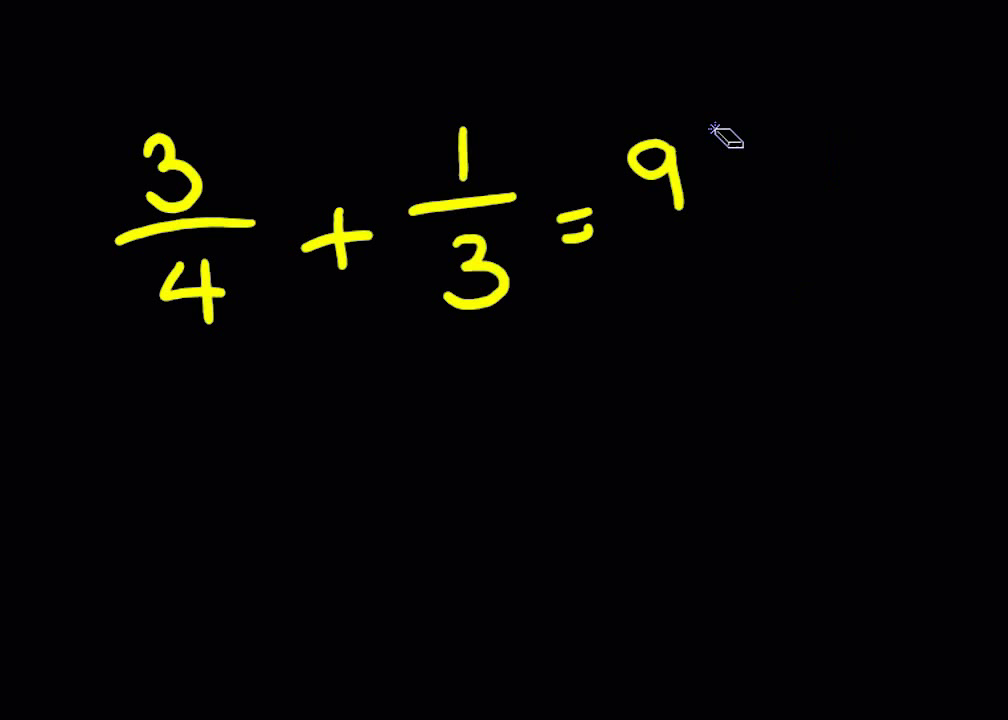 3/4 + 1/3 = 9